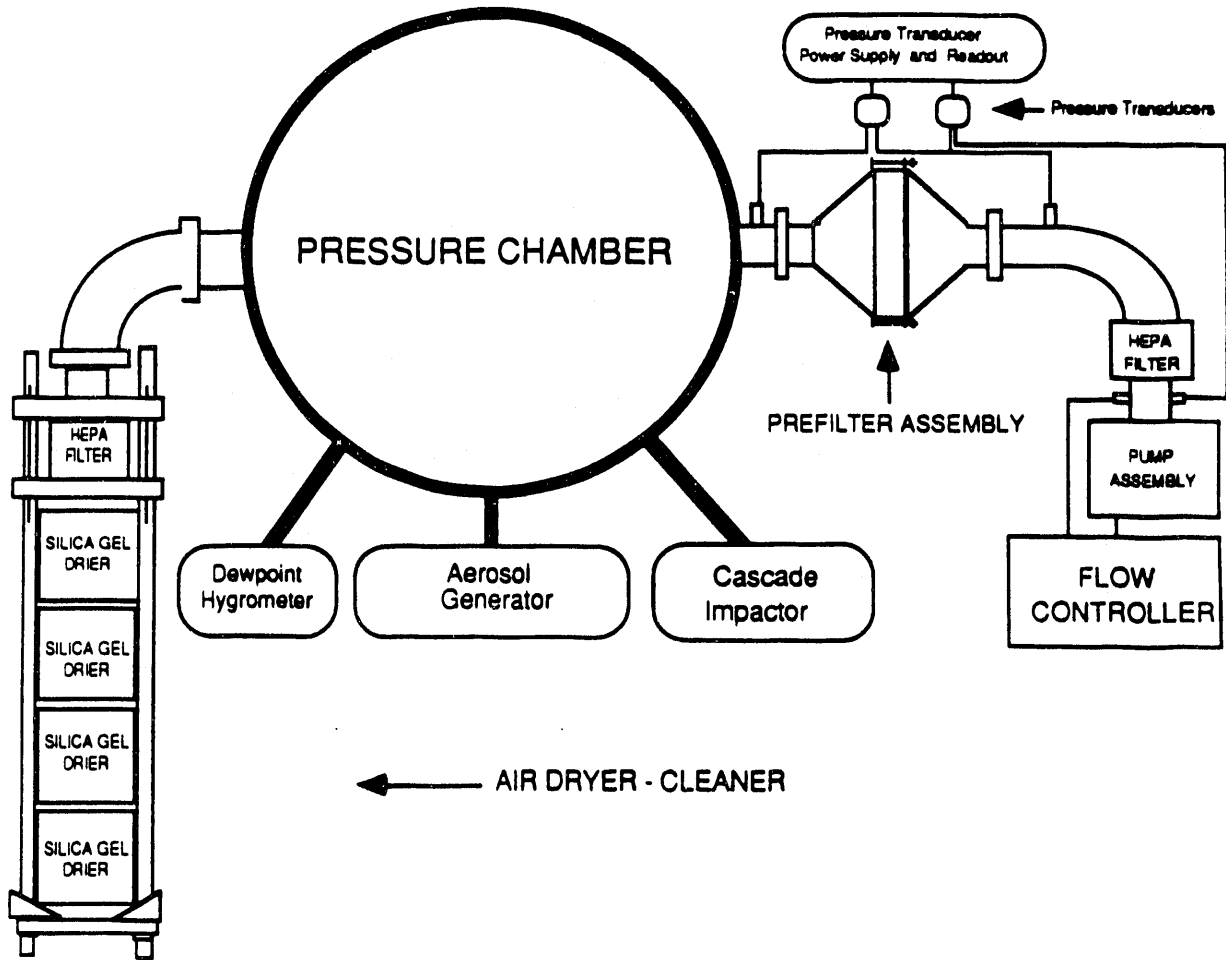 Pressure Transducer
Power Supply and Readout
Pressure Transducers
PRESSURE CHAMBER
HEPA
FILTER
PREFILTER ASSEMBLY
HEPA
FILTER
PUMP
ASSEMBLY
SILICA GEL
DRIER
Dewpoint
Hygrometer
Aerosol
Generator
Cascade
Impactor
FLOW
CONTROLLER
SILICA GEL
DRIER
SILICA GEL
DRIER
AIR DRYER - CLEANER
SILICA GEL
DRIER